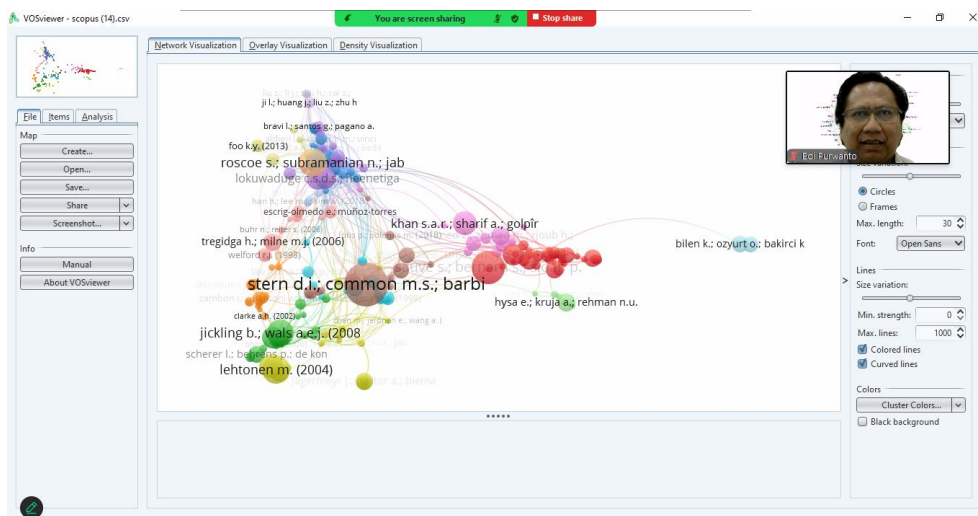 VOSviewer - scopus (14).csv
You are screen sharing
Stop share
Network Visualization
Overlay Visualization
Density Visualization
File
Items
Analysis
Map
Create...
Open...
Save...
Share
Screenshot...
Info
Manual
About VOSviewer
ji l.; huang j.; liu z.; zhu h
bravi l.; santos g.; pagano a.
foo k.y. (2013)
roscoe s.; subramanian n.; jab
lokuwaduge c.s.d.s.; heenetiga
escrig-olmedo e.; muñoz-torres
buhr n.; reiter s. (2006)
khan s.a.r.; sharif a.; golpîr
tregidga h.; milne m.j. (2006)
welford r.j. (1998)
bilen k.; ozyurt o.; bakirci k
stern d.i.; common m.s.; barbi
hysa e.; kruja a.; rehman n.u.
clarke a.h. (2002)
jickling b.; wals a.e.j. (2008
scherer l.; behrens p.; de kon
lehtonen m. (2004)
Edi Purwanto
Circles
Frames
Max. length:
30
Font:
Open Sans
Lines
Size variation:
Min. strength:
0
Max. lines:
1000
Colored lines
Curved lines
Colors
Cluster Colors...
Black background